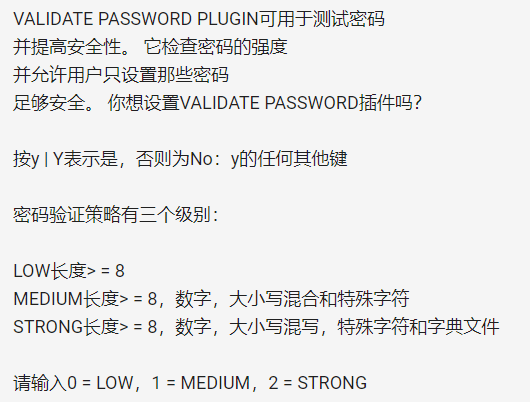 VALIDATE PASSWORD PLUGIN可用于测试密码
并提高安全性。 它检查密码的强度
并允许用户只设置那些密码
足够安全。 你想设置VALIDATE PASSWORD插件吗？
按y | Y表示是，否则为No：y的任何其他键
密码验证策略有三个级别：
LOW长度> = 8
MEDIUM长度> = 8，数字，大小写混合和特殊字符
STRONG长度> = 8，数字，大小写混写，特殊字符和字典文件
请输入0 = LOW，1 = MEDIUM，2 = STRONG